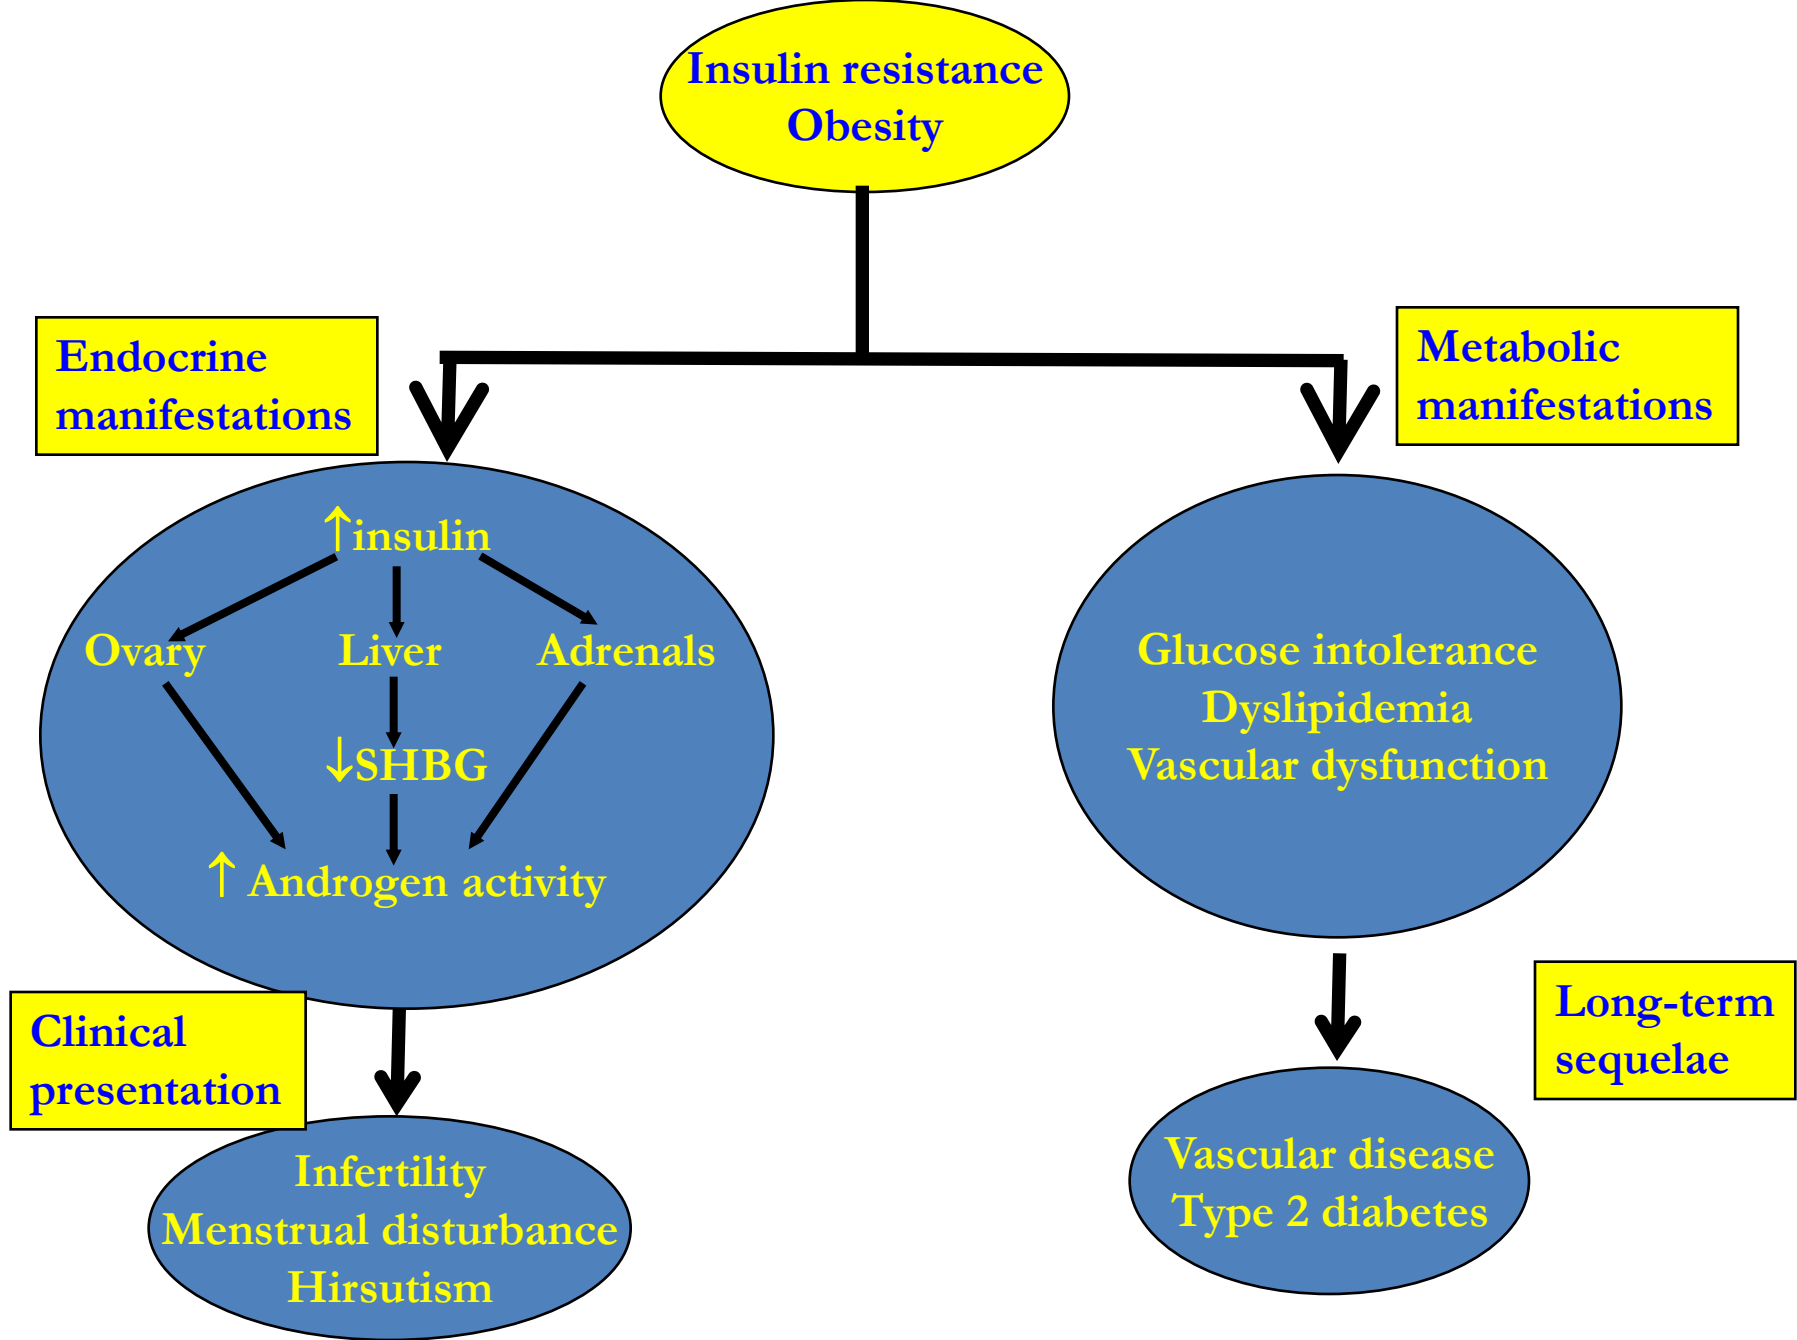 Insulin resistance
Obesity
Endocrine
manifestations
Metabolic
manifestations
↑insulin
Ovary
Liver
Adrenals
↓SHBG
↑ Androgen activity
Glucose intolerance
Dyslipidemia
Vascular dysfunction
Clinical
presentation
Long-term
sequelae
Infertility
Menstrual disturbance
Hirsutism
Vascular disease
Type 2 diabetes